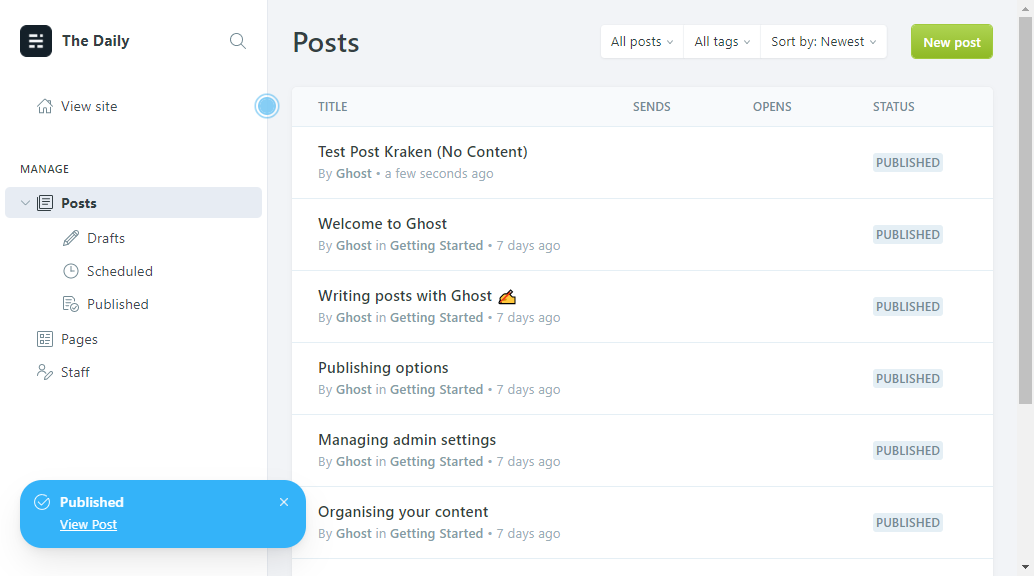 The Daily
View site
MANAGE
Posts
Drafts
Scheduled
Published
Pages
Staff
Published
View Post
Posts
All posts
All tags
Sort by: Newest
New post
TITLE SENDS OPENS STATUS
Test Post Kraken (No Content)
By Ghost • a few seconds ago
PUBLISHED
Welcome to Ghost
By Ghost in Getting Started • 7 days ago
PUBLISHED
Writing posts with Ghost ✍️
By Ghost in Getting Started • 7 days ago
PUBLISHED
Publishing options
By Ghost in Getting Started • 7 days ago
PUBLISHED
Managing admin settings
By Ghost in Getting Started • 7 days ago
PUBLISHED
Organising your content
By Ghost in Getting Started • 7 days ago
PUBLISHED